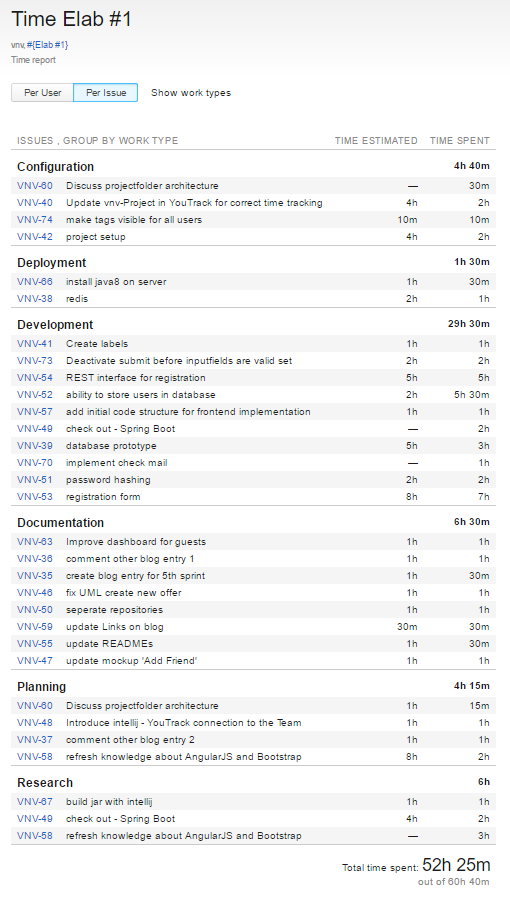 Time Elab #1
vnv, #{Elab #1}
Time report
Per User Per Issue Show work types
ISSUES , GROUP BY WORK TYPE TIME ESTIMATED TIME SPENT
Configuration 4h 40m
VNV-60 Discuss projectfolder architecture — 30m
VNV-40 Update vnv-Project in YouTrack for correct time tracking 4h 2h
VNV-74 make tags visible for all users 10m 10m
VNV-42 project setup 4h 2h
Deployment 1h 30m
VNV-66 install java8 on server 1h 30m
VNV-38 redis 2h 1h
Development 29h 30m
VNV-41 Create labels 1h 1h
VNV-73 Deactivate submit before inputfields are valid set 2h 2h
VNV-54 REST interface for registration 5h 5h
VNV-52 ability to store users in database 2h 5h 30m
VNV-57 add initial code structure for frontend implementation 1h 1h
VNV-49 check out - Spring Boot — 2h
VNV-39 database prototype 5h 3h
VNV-70 implement check mail — 1h
VNV-51 password hashing 2h 2h
VNV-53 registration form 8h 7h
Documentation 6h 30m
VNV-63 Improve dashboard for guests 1h 1h
VNV-36 comment other blog entry 1 1h 1h
VNV-35 create blog entry for 5th sprint 1h 30m
VNV-46 fix UML create new offer 1h 1h
VNV-50 seperate repositories 1h 1h
VNV-59 update Links on blog 30m 30m
VNV-55 update READMEs 1h 30m
VNV-47 update mockup 'Add Friend' 1h 1h
Planning 4h 15m
VNV-60 Discuss projectfolder architecture 1h 15m
VNV-48 Introduce intellij - YouTrack connection to the Team 1h 1h
VNV-37 comment other blog entry 2 1h 1h
VNV-58 refresh knowledge about AngularJS and Bootstrap 8h 2h
Research 6h
VNV-67 build jar with intellij 1h 1h
VNV-49 check out - Spring Boot 4h 2h
VNV-58 refresh knowledge about AngularJS and Bootstrap — 3h
Total time spent: 52h 25m
out of 60h 40m